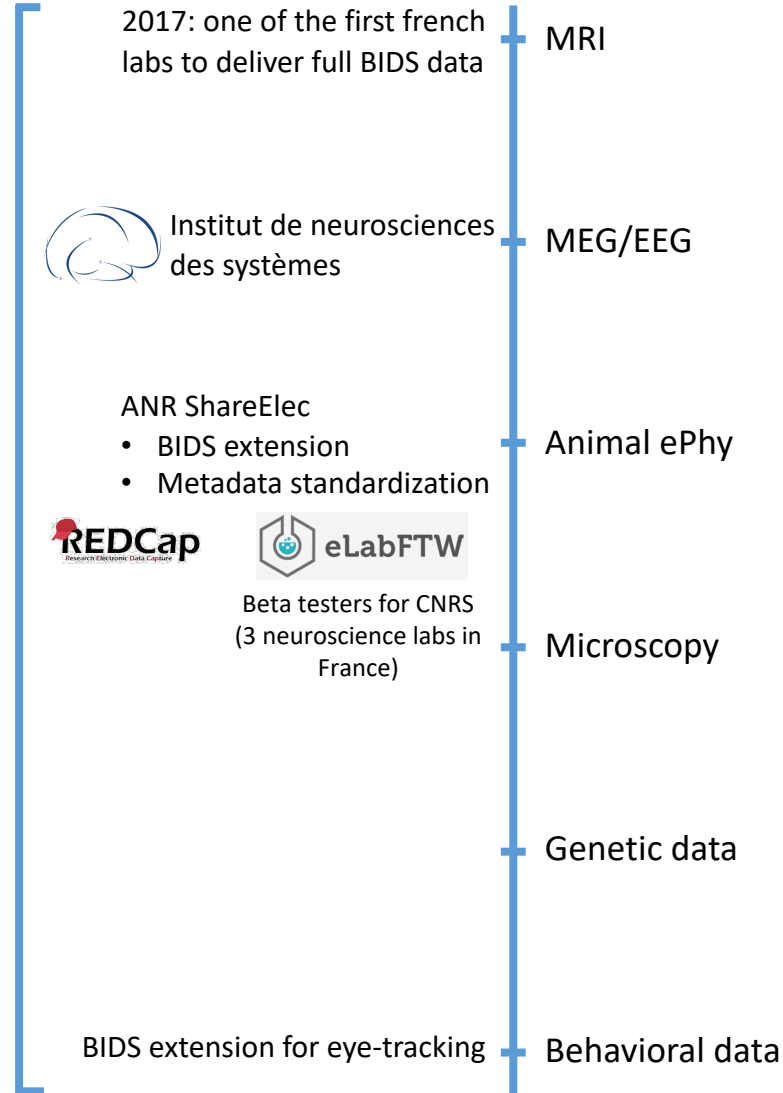 2017: one of the first french
labs to deliver full BIDS data
MRI
Institut de neurosciences
des systèmes
MEG/EEG
ANR ShareElec
• BIDS extension
• Metadata standardization
Animal ePhy
REDCap
Research Electronic Data Capture
eLabFTW
Beta testers for CNRS
(3 neuroscience labs in
France)
Microscopy
Genetic data
BIDS extension for eye-tracking
Behavioral data